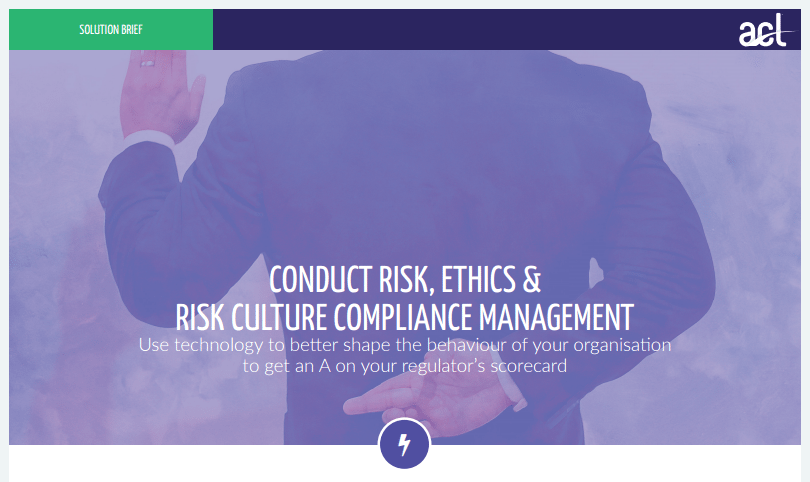 SOLUTION BRIEF
acl
CONDUCT RISK, ETHICS &
RISK CULTURE COMPLIANCE MANAGEMENT
Use technology to better shape the behaviour of your organisation
to get an A on your regulator's scorecard